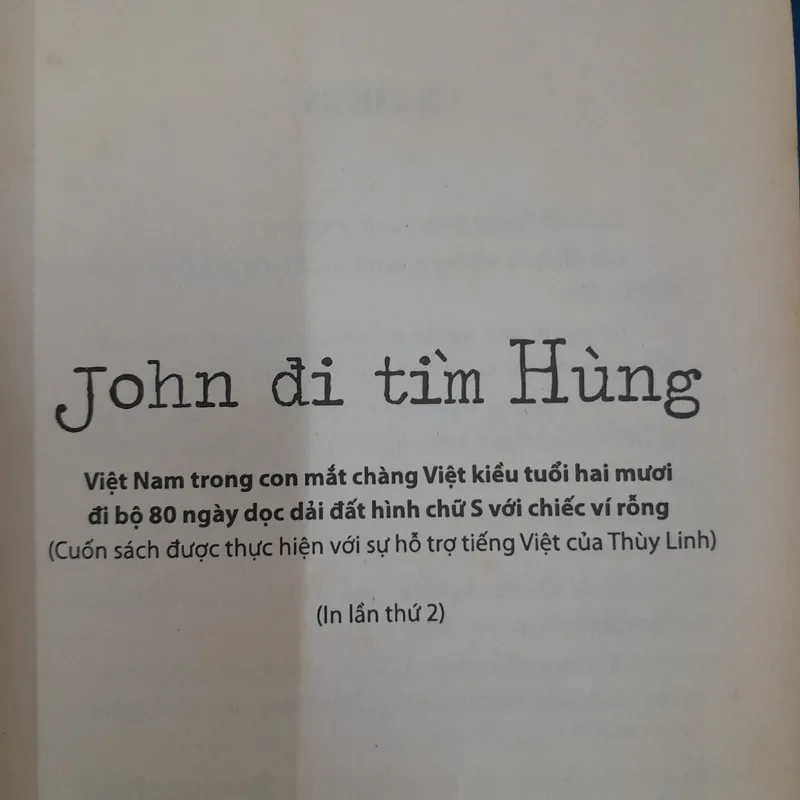 John đi tìm Hùng
Việt Nam trong con mắt chàng Việt kiều tuổi hai mươi
đi bộ 80 ngày dọc dải đất hình chữ S với chiếc ví rỗng
(Cuốn sách được thực hiện với sự hỗ trợ tiếng Việt của Thùy Linh)
(In lần thứ 2)